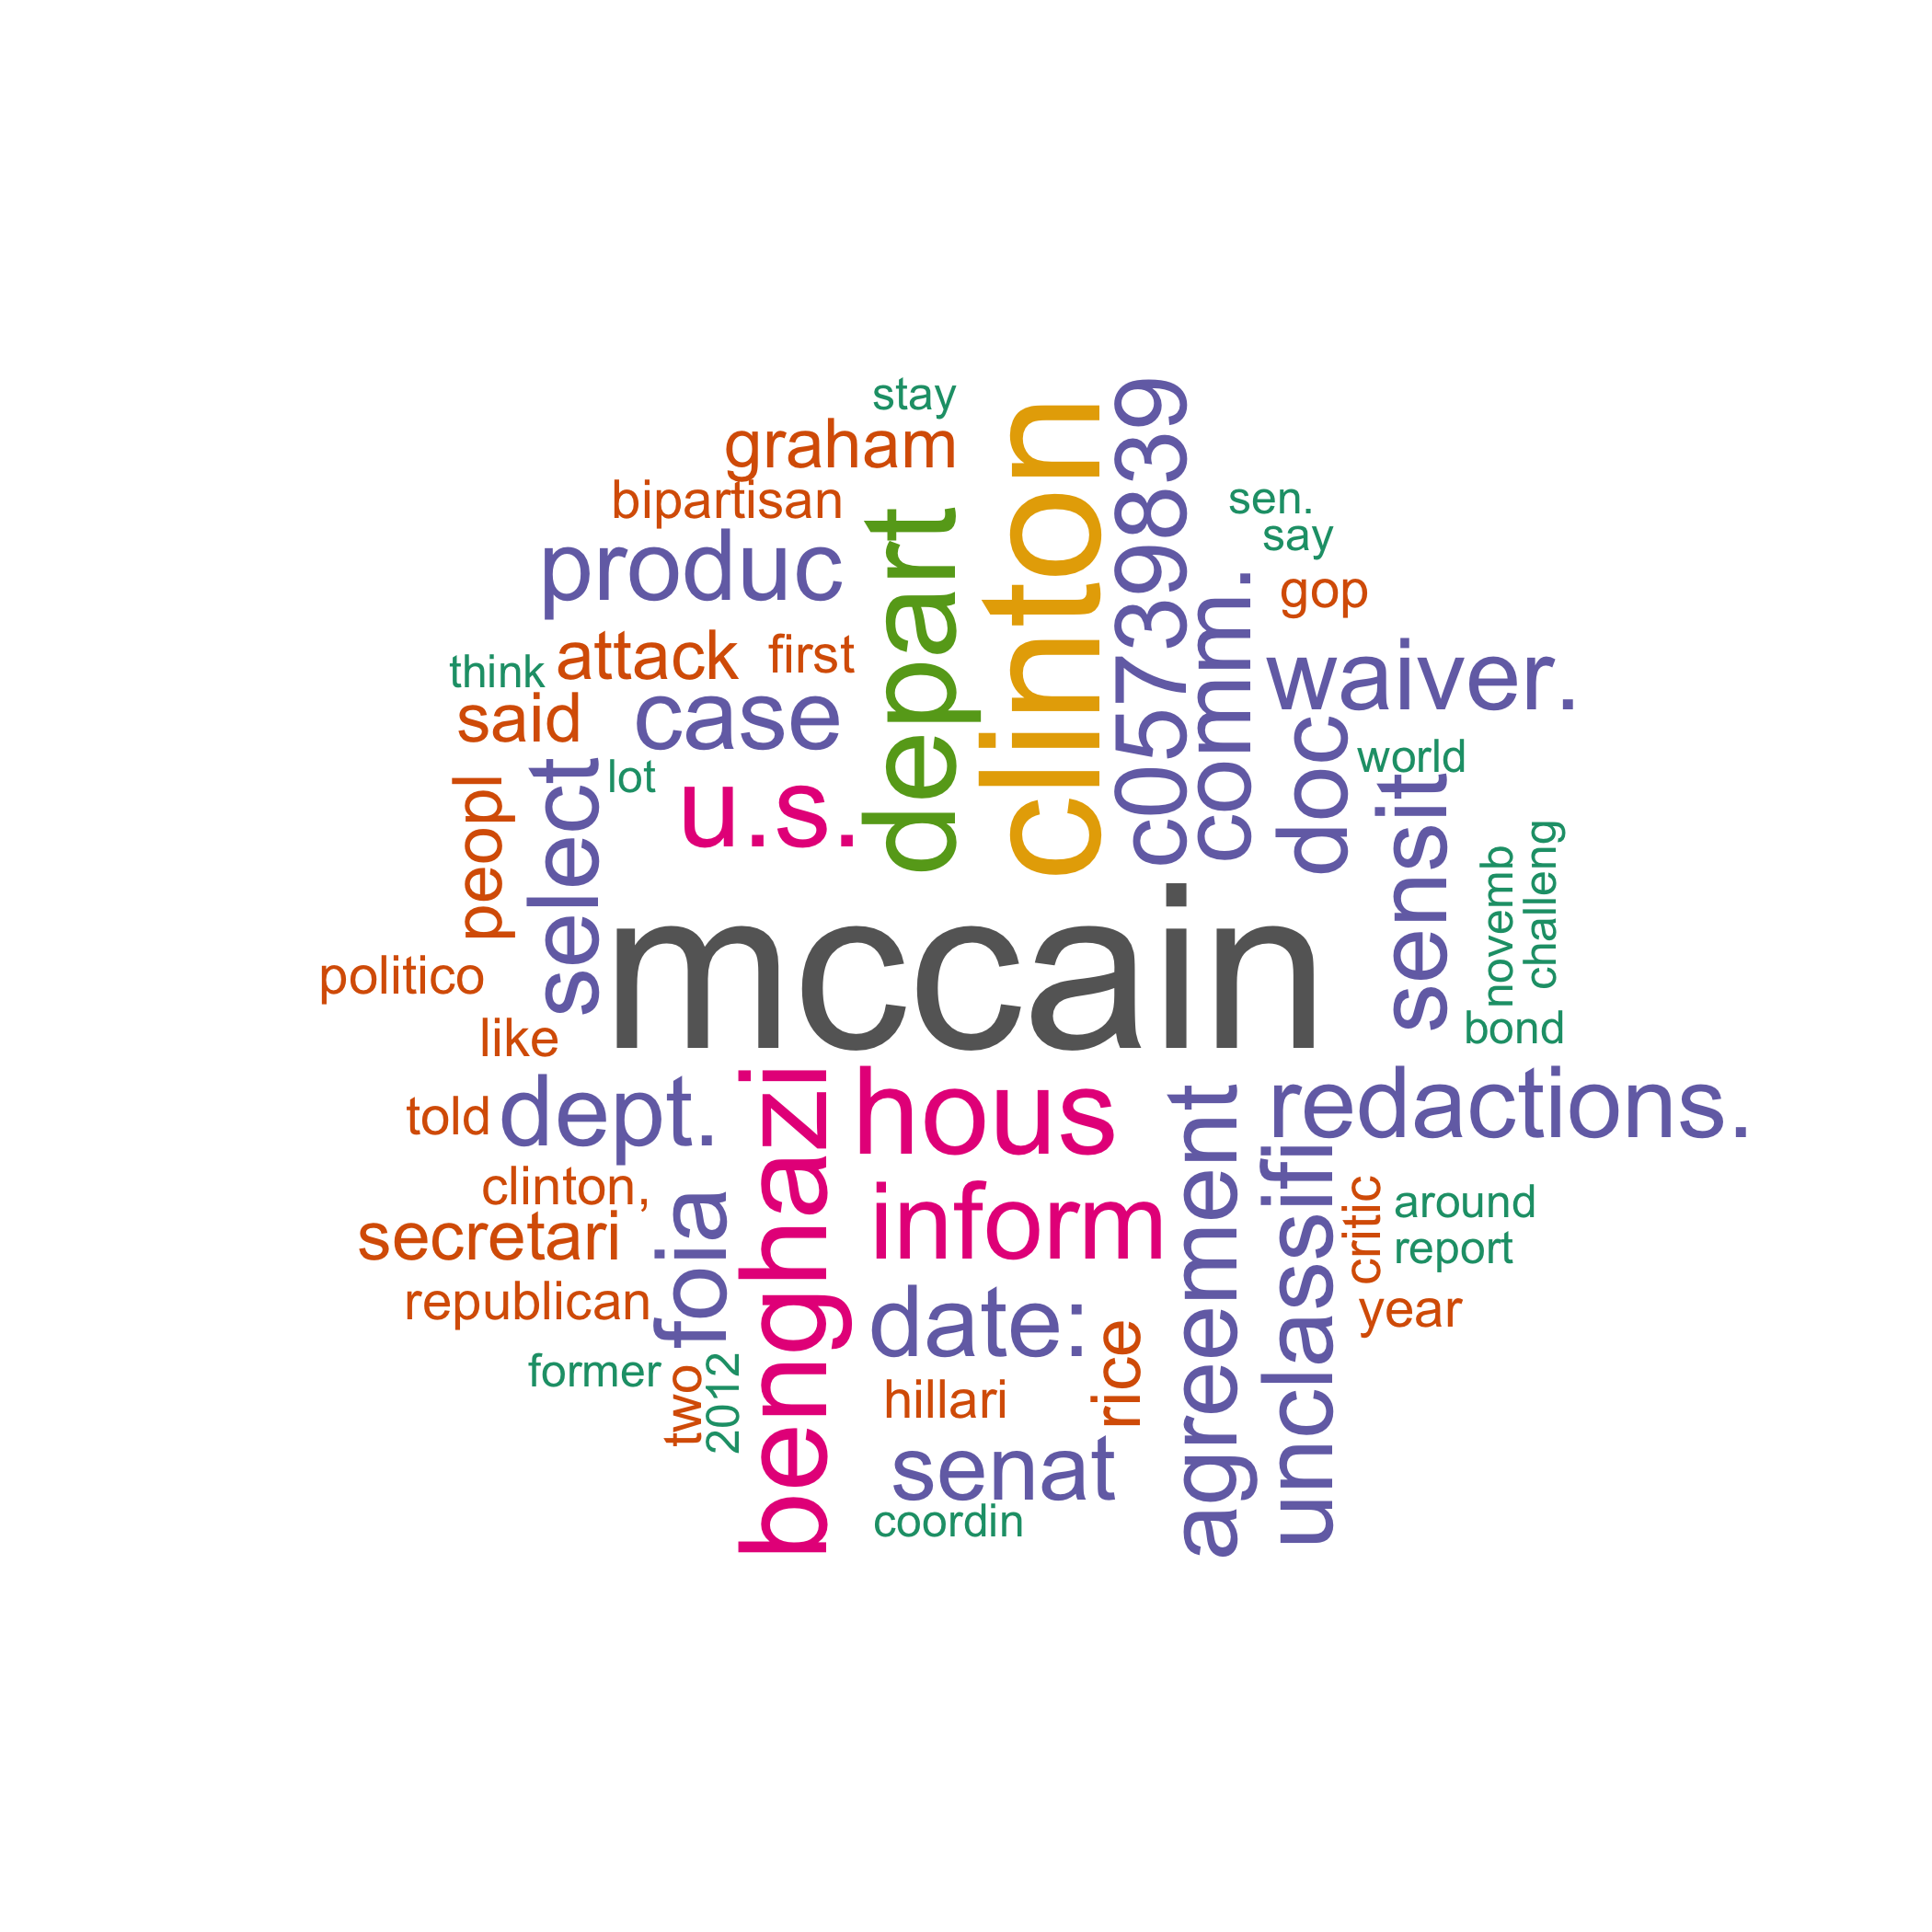 stay
graham
bipartisan
produc
depart
clinton
c05739839
comm.
sen.
say
gop
waiver.
think
attack
first
said
case
doc
world
peopl
select
lot
u.s.
sensit
novemb
challeng
politico
mccain
like
bond
told
dept.
benghazi
hous
agreement
redactions.
clinton,
secretari
foia
inform
unclassifi
critic
around
report
republican
date:
rice
year
former
two
2012
hillari
senat
coordin